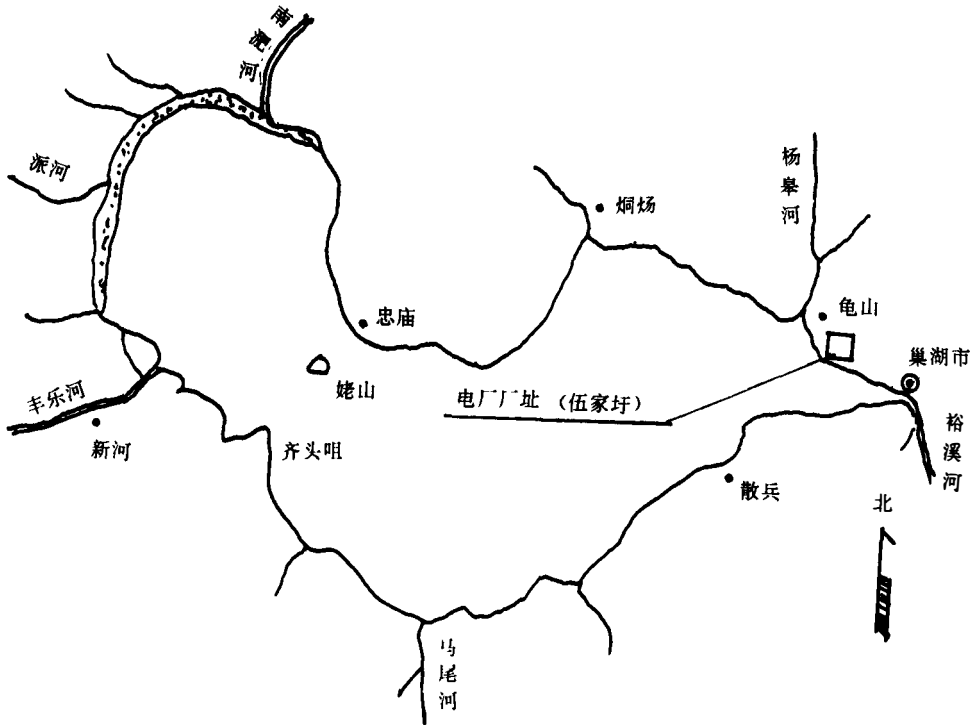 南淝河
派河
杨皋河
烔炀
龟山
忠庙
巢湖市
姥山
电厂厂址 (伍家圩)
丰乐河
新河
齐头咀
裕溪河
散兵
北
马尾河